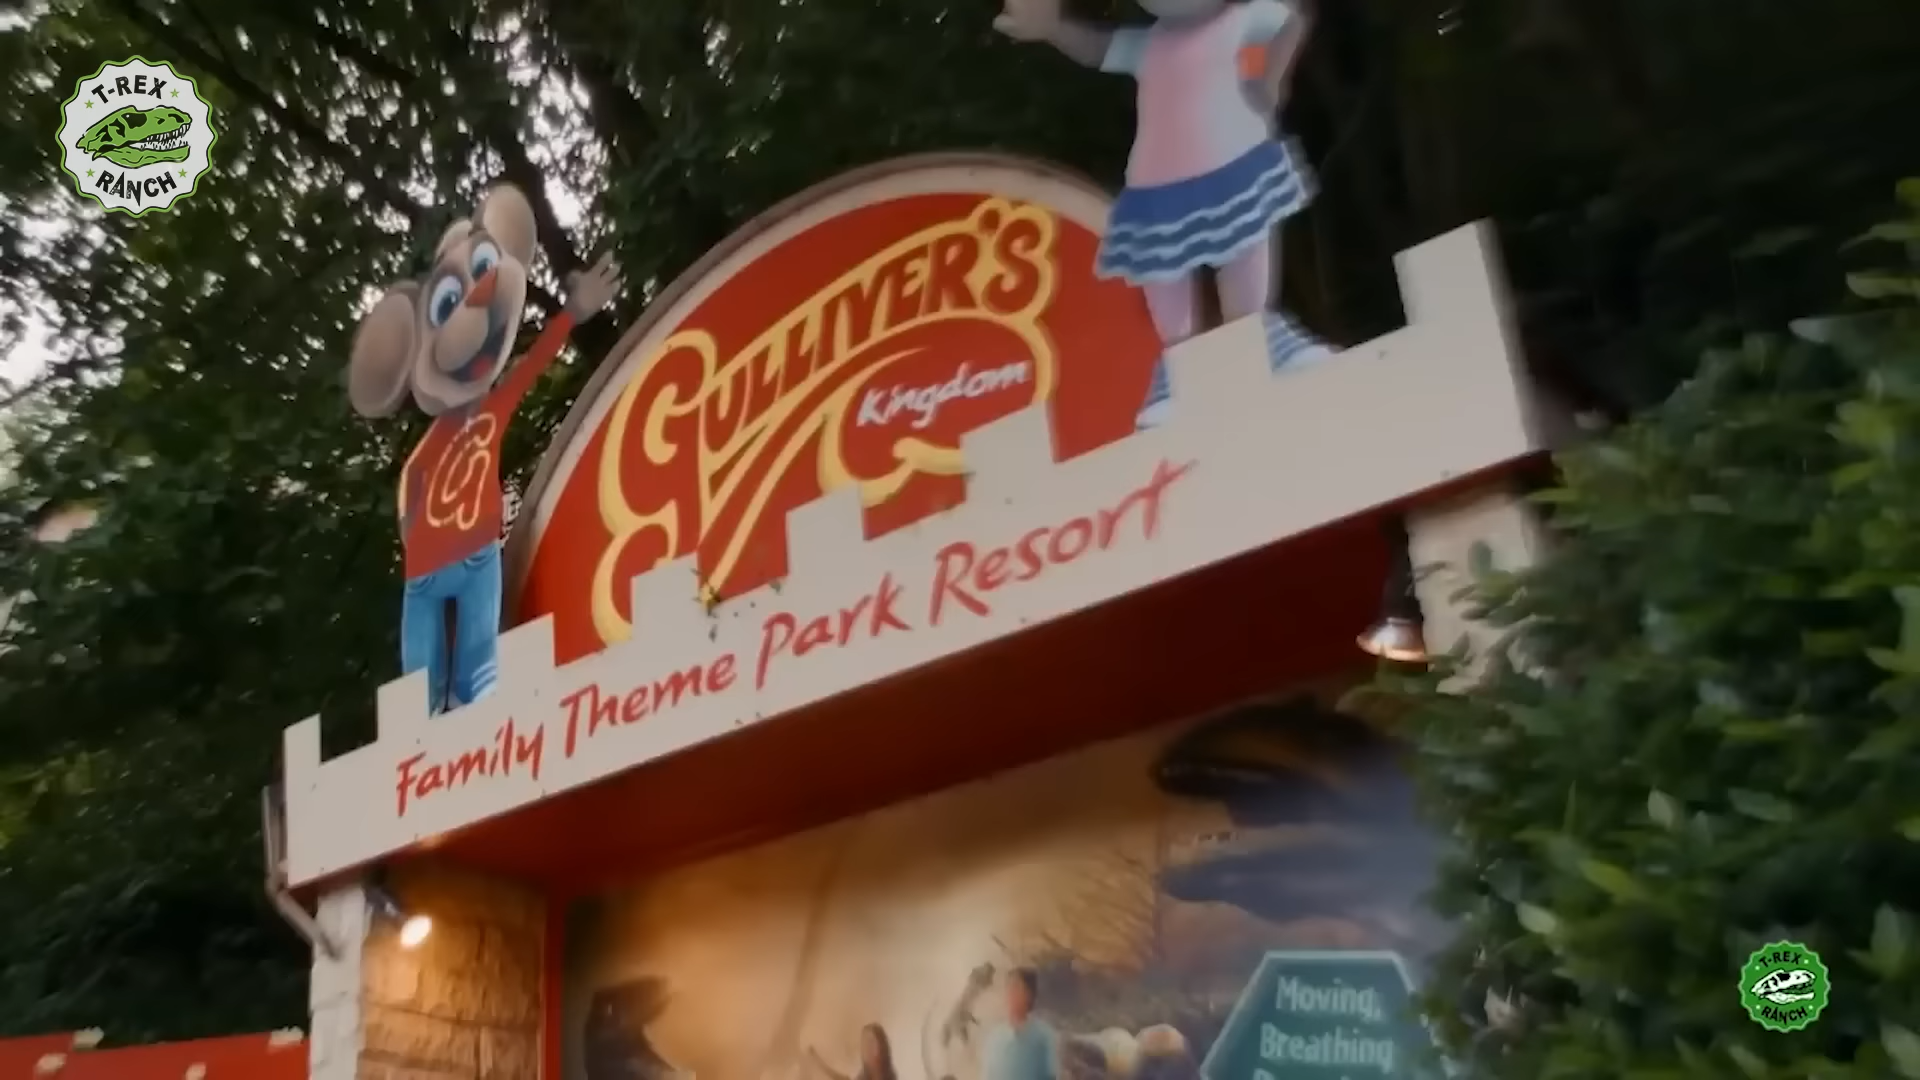 T-REX
RANCH
GULLIVER'S
Kingdom
Family Theme Park Resort
Moving,
Breathing
T-REX
RANCH